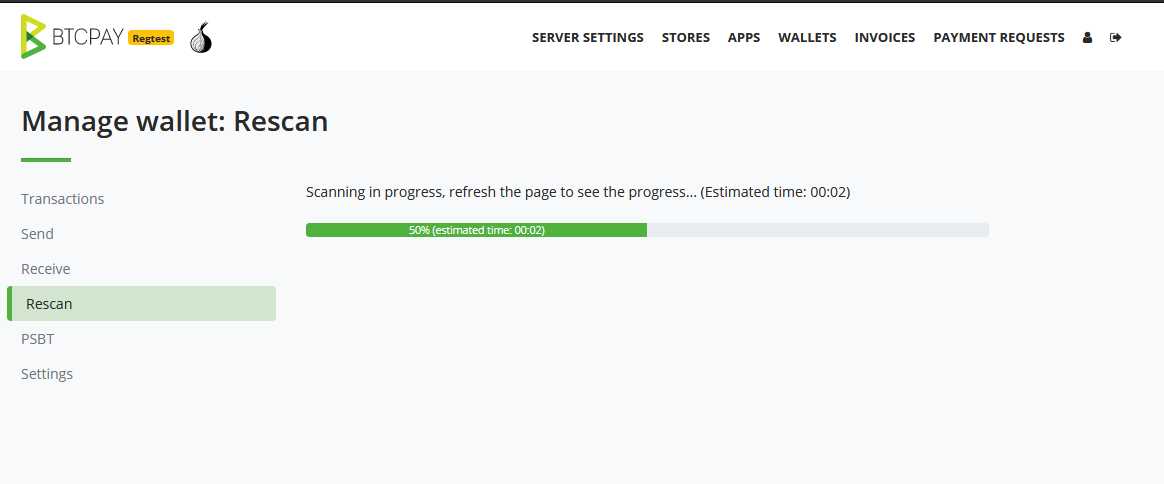 BTCPAY Regtest
SERVER SETTINGS STORES APPS WALLETS INVOICES PAYMENT REQUESTS
Manage wallet: Rescan
Transactions
Send
Receive
Rescan
PSBT
Settings
Scanning in progress, refresh the page to see the progress... (Estimated time: 00:02)
50% (estimated time: 00:02)